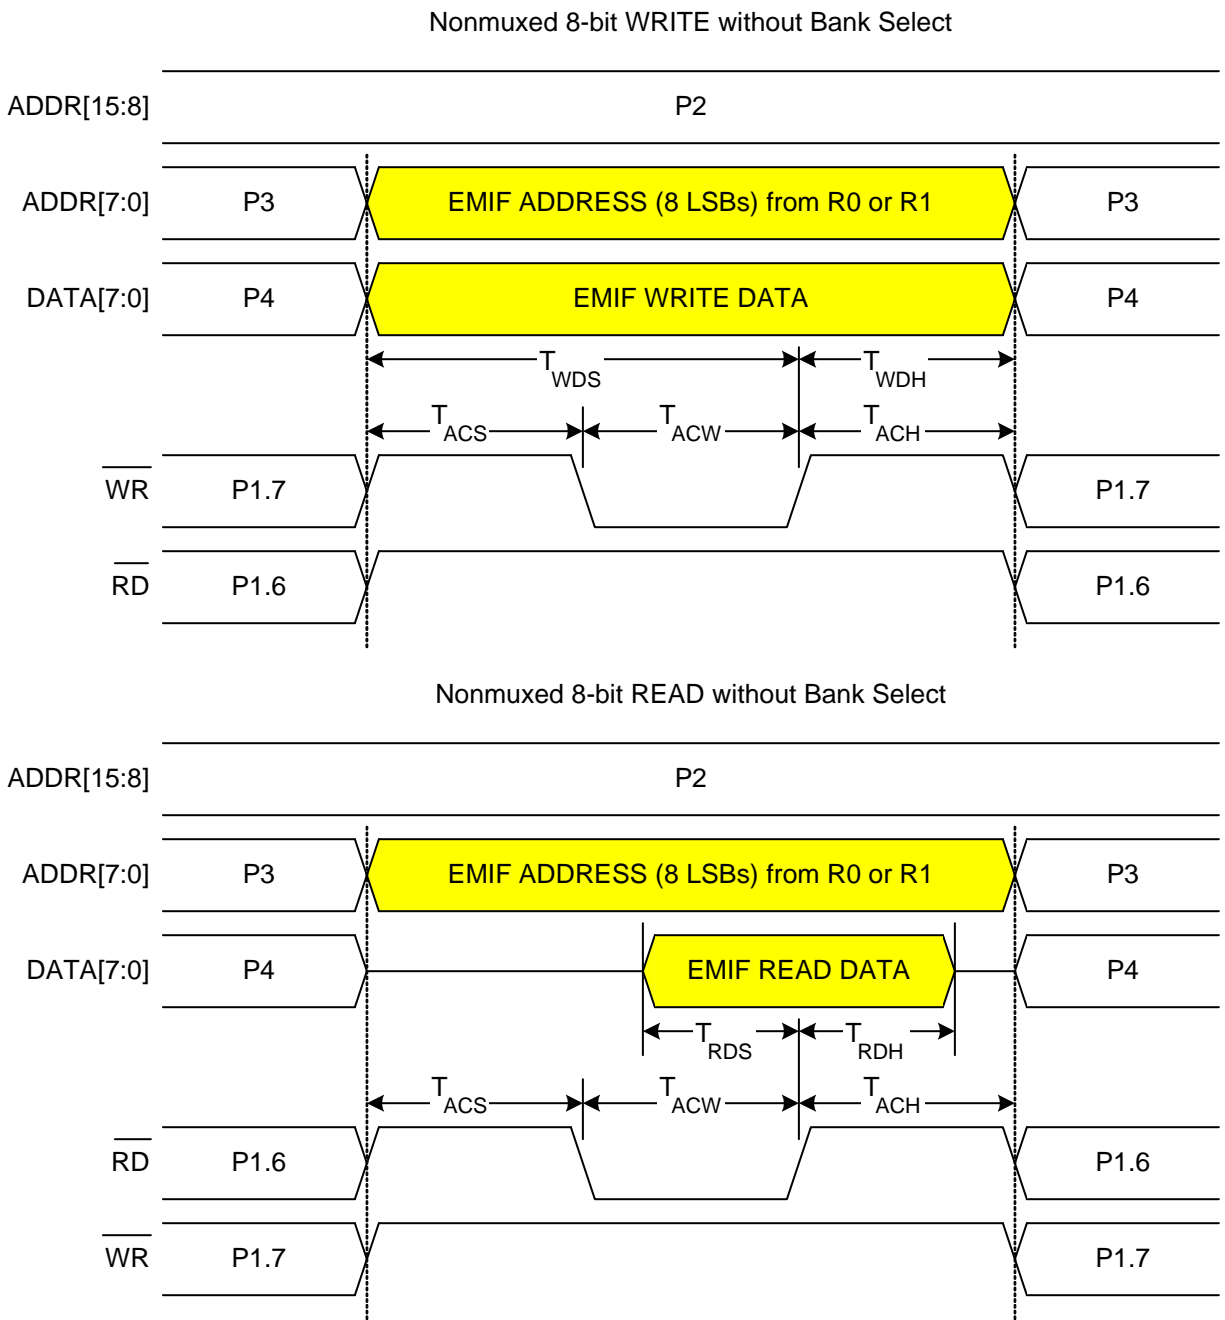 Nonmuxed 8-bit WRITE without Bank Select
ADDR[15:8] P2
ADDR[7:0] P3 EMIF ADDRESS (8 LSBs) from R0 or R1 P3
DATA[7:0] P4 EMIF WRITE DATA P4
TWDS TWDH
TACS TACW TACH
WR P1.7 P1.7
RD P1.6 P1.6
Nonmuxed 8-bit READ without Bank Select
ADDR[15:8] P2
ADDR[7:0] P3 EMIF ADDRESS (8 LSBs) from R0 or R1 P3
DATA[7:0] P4 EMIF READ DATA P4
TRDS TRDH
TACS TACW TACH
RD P1.6 P1.6
WR P1.7 P1.7